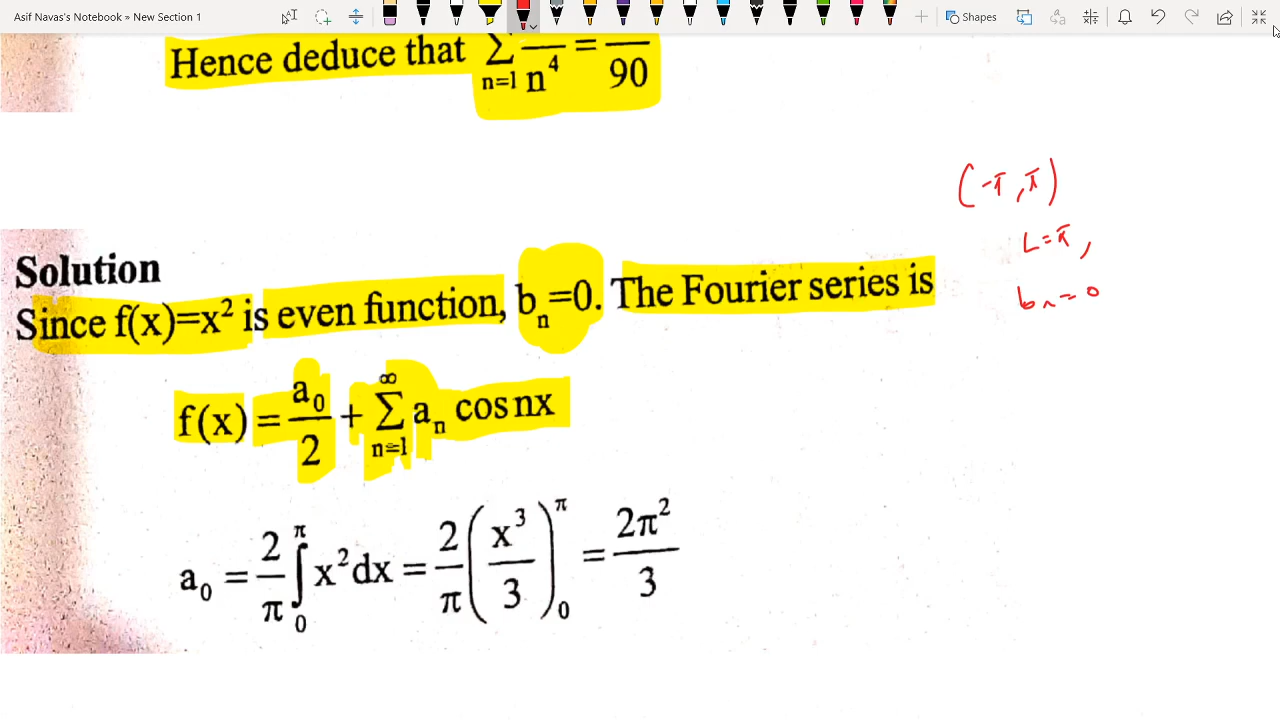 Asif Navas's Notebook » New Section 1
Shapes
Hence deduce that ∑ n=1 — n⁴ = — 90
(-π, π)
L=π,
bₙ=0
Solution
Since f(x)=x² is even function, bₙ=0. The Fourier series is
f(x) = a₀/2 + ∑ₙ₌₁^∞ aₙ cos nx
a₀ = 2/π ∫₀^π x²dx = 2/π (x³/3)₀^π = 2π²/3